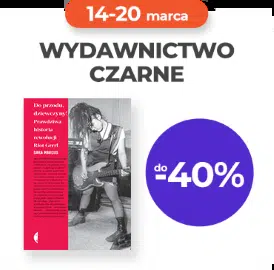 14-20 marca
WYDAWNICTWO
CZARNE
Do przodu,
dziewczyny!
Prawdziwa
historia
rewolucji
Riot Grrrl
SARA MARCUS
do
-40%